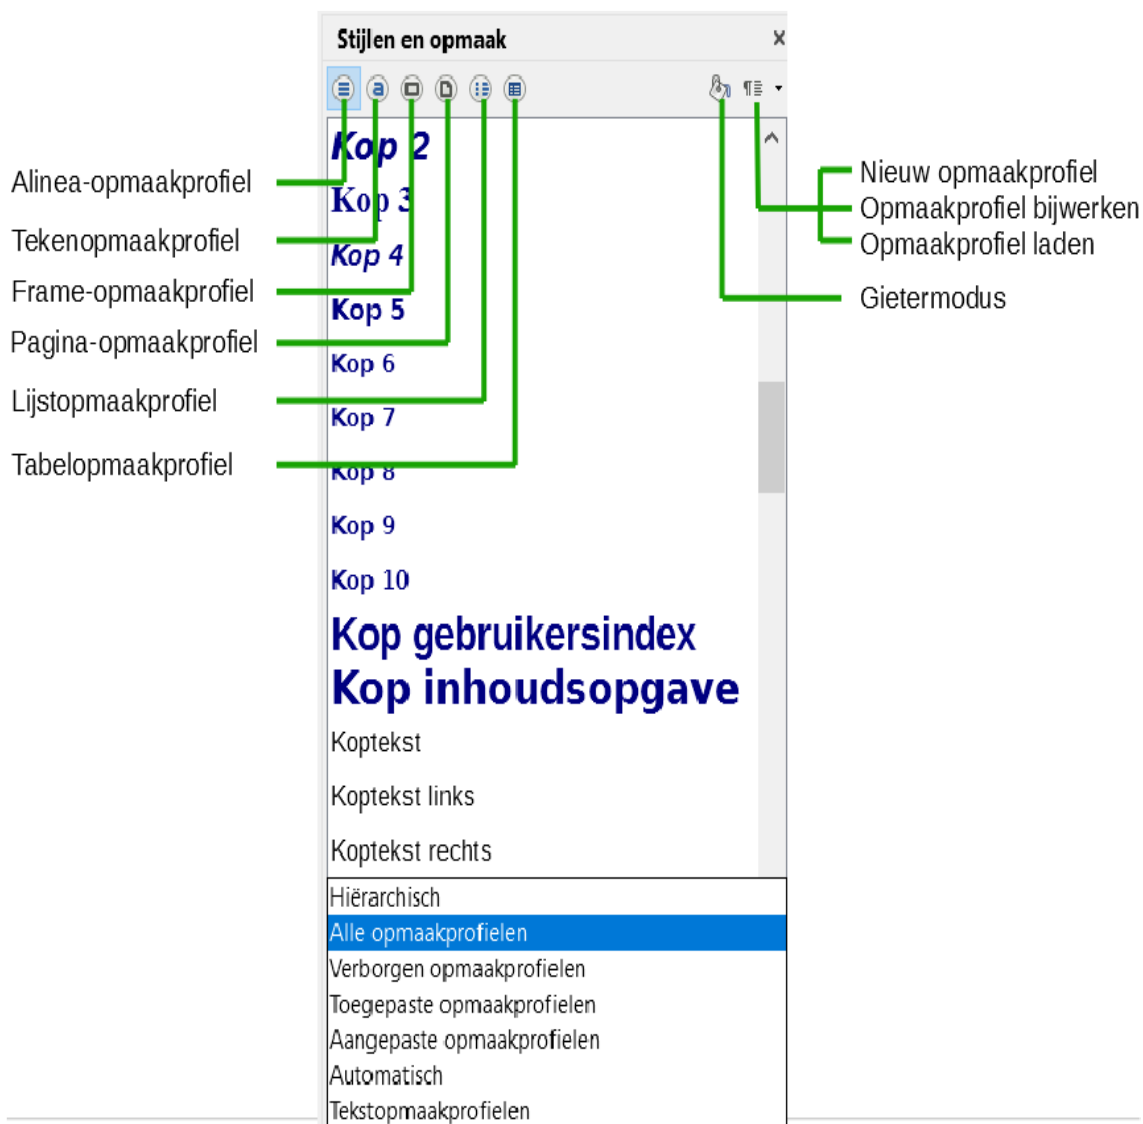 Stijlen en opmaak
Alinea-opmaakprofiel
Tekenopmaakprofiel
Frame-opmaakprofiel
Pagina-opmaakprofiel
Lijstopmaakprofiel
Tabelopmaakprofiel
Kop 2
Kop 3
Kop 4
Kop 5
Kop 6
Kop 7
Kop 8
Kop 9
Kop 10
Kop gebruikersindex
Kop inhoudsopgave
Koptekst
Koptekst links
Koptekst rechts
Hiërarchisch
Alle opmaakprofielen
Verborgen opmaakprofielen
Toegepaste opmaakprofielen
Aangepaste opmaakprofielen
Automatisch
Tekstopmaakprofielen
Nieuw opmaakprofiel
Opmaakprofiel bijwerken
Opmaakprofiel laden
Gietermodus